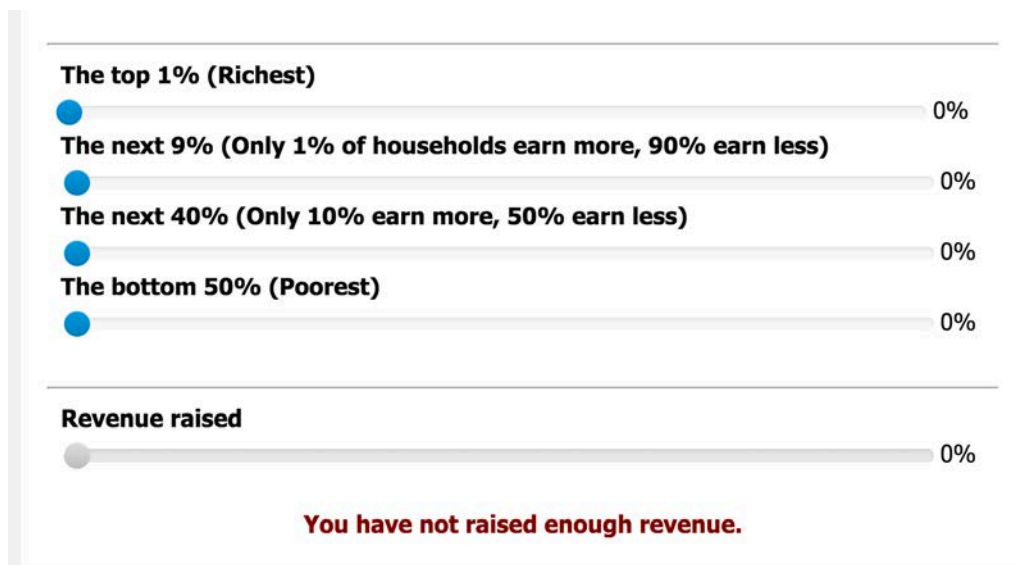 The top 1% (Richest)
0%
The next 9% (Only 1% of households earn more, 90% earn less)
0%
The next 40% (Only 10% earn more, 50% earn less)
0%
The bottom 50% (Poorest)
0%
Revenue raised
0%
You have not raised enough revenue.